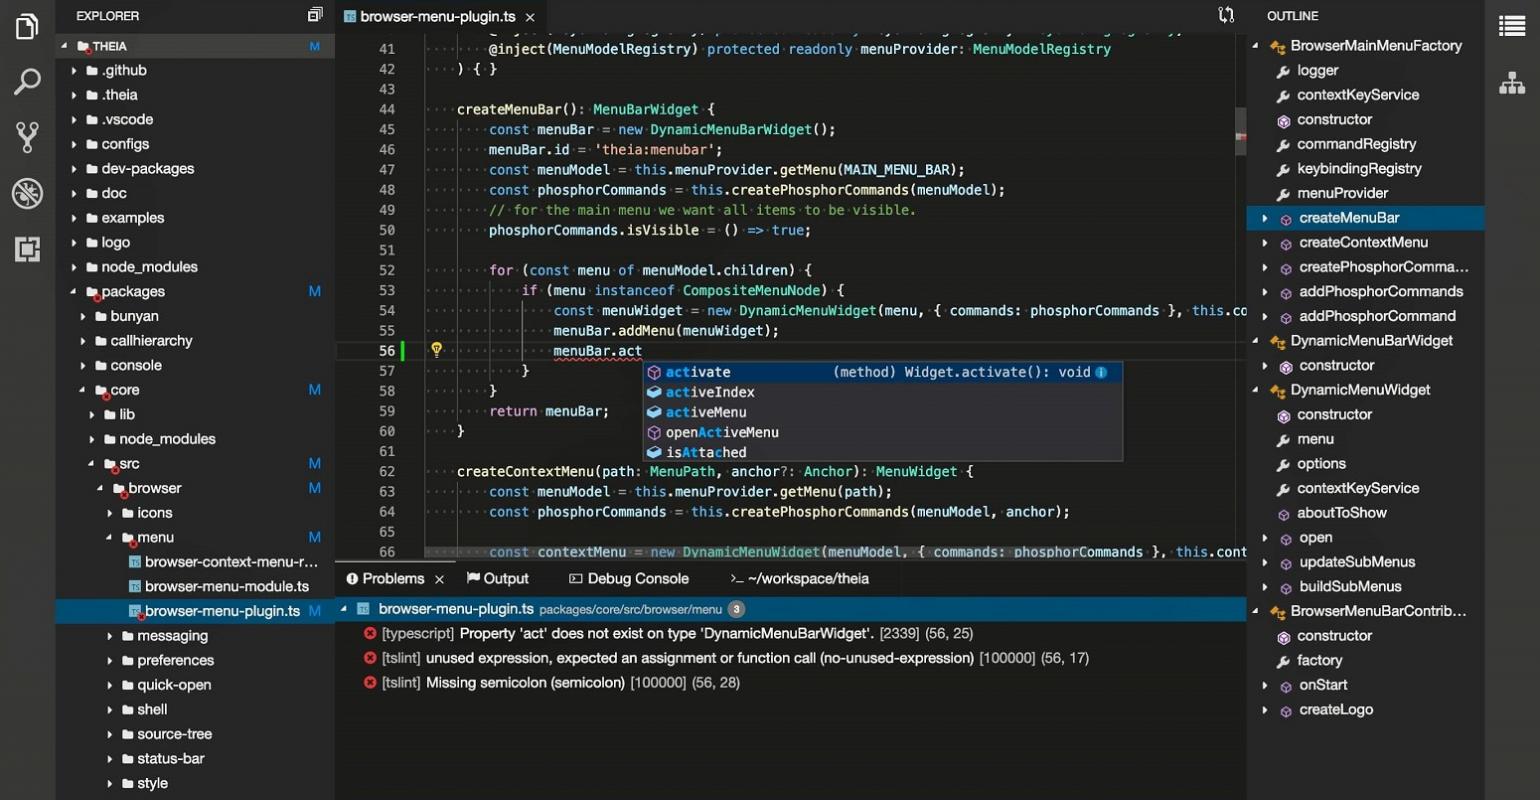 EXPLORER
THEIA M
.github
.theia
.vscode
configs
dev-packages
doc
examples
logo
node_modules
packages M
bunyan
callhierarchy
console
core M
lib
node_modules
src M
browser M
icons
menu M
browser-context-menu-r...
browser-menu-module.ts
browser-menu-plugin.ts M
messaging
preferences
quick-open
shell
source-tree
status-bar
style
browser-menu-plugin.ts ×
41 @inject(MenuModelRegistry) protected readonly menuProvider: MenuModelRegistry
42 ) { }
43
44 createMenuBar(): MenuBarWidget {
45 const menuBar = new DynamicMenuBarWidget();
46 menuBar.id = 'theia:menubar';
47 const menuModel = this.menuProvider.getMenu(MAIN_MENU_BAR);
48 const phosphorCommands = this.createPhosphorCommands(menuModel);
49 // for the main menu we want all items to be visible.
50 phosphorCommands.isVisible = () => true;
51
52 for (const menu of menuModel.children) {
53 if (menu instanceof CompositeMenuNode) {
54 const menuWidget = new DynamicMenuWidget(menu, { commands: phosphorCommands }, this.co
55 menuBar.addMenu(menuWidget);
56 menuBar.act
57 }
58 }
59 return menuBar;
60 }
61
62 createContextMenu(path: MenuPath, anchor?: Anchor): MenuWidget {
63 const menuModel = this.menuProvider.getMenu(path);
64 const phosphorCommands = this.createPhosphorCommands(menuModel, anchor);
65
66 const contextMenu = new DynamicMenuWidget(menuModel, { commands: phosphorCommands }, this.cont
activate (method) Widget.activate(): void
activeIndex
activeMenu
openActiveMenu
isAttached
Problems × Output Debug Console >_ ~/workspace/theia
browser-menu-plugin.ts packages/core/src/browser/menu 3
[typescript] Property 'act' does not exist on type 'DynamicMenuBarWidget'. [2339] (56, 25)
[tslint] unused expression, expected an assignment or function call (no-unused-expression) [100000] (56, 17)
[tslint] Missing semicolon (semicolon) [100000] (56, 28)
OUTLINE
BrowserMainMenuFactory
logger
contextKeyService
constructor
commandRegistry
keybindingRegistry
menuProvider
createMenuBar
createContextMenu
createPhosphorComma...
addPhosphorCommands
addPhosphorCommand
DynamicMenuBarWidget
constructor
DynamicMenuWidget
constructor
menu
options
contextKeyService
aboutToShow
open
updateSubMenus
buildSubMenus
BrowserMenuBarContrib...
constructor
factory
onStart
createLogo